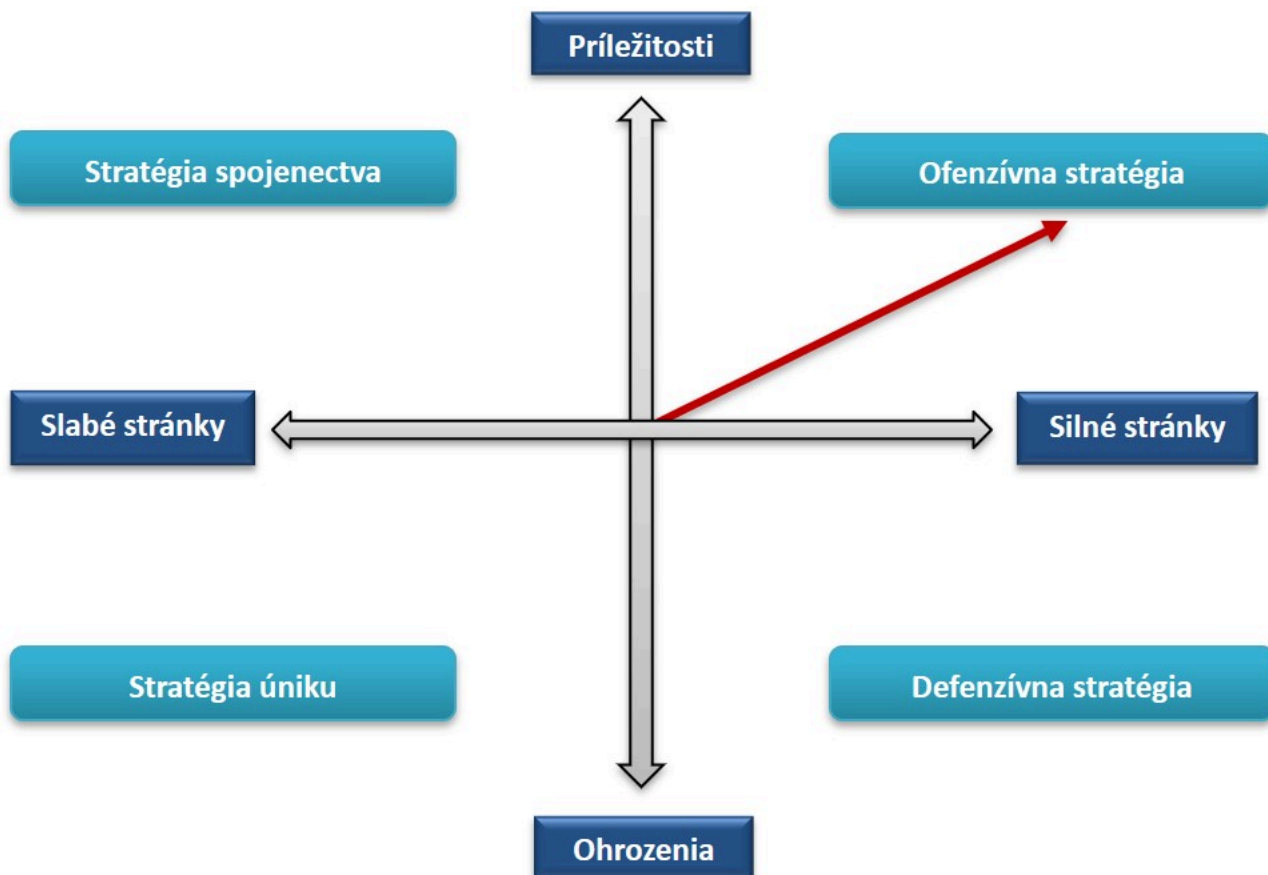 Príležitosti
Stratégia spojenectva
Ofenzívna stratégia
Slabé stránky
Silné stránky
Stratégia úniku
Defenzívna stratégia
Ohrozenia